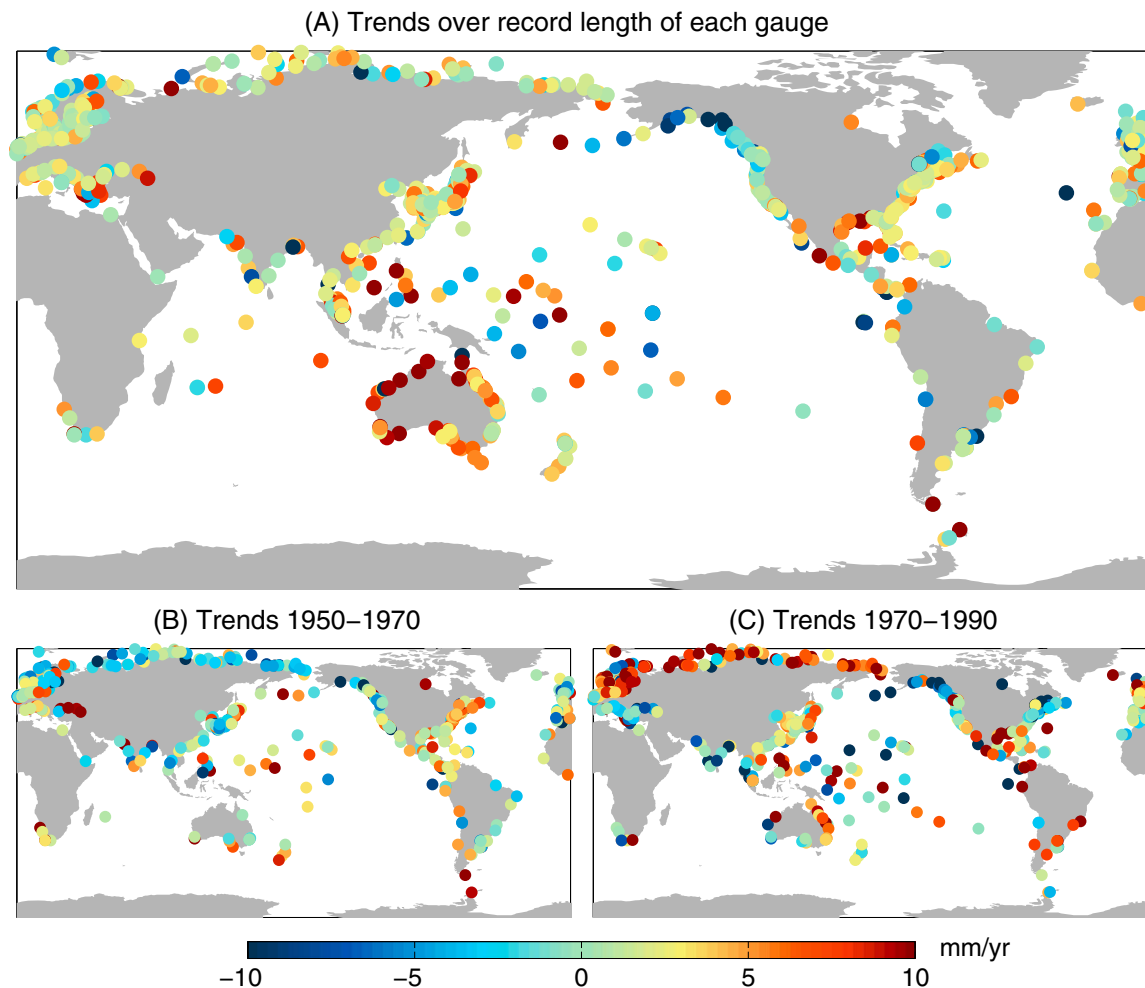 (A) Trends over record length of each gauge
(B) Trends 1950−1970
(C) Trends 1970−1990
mm/yr
−10 −5 0 5 10